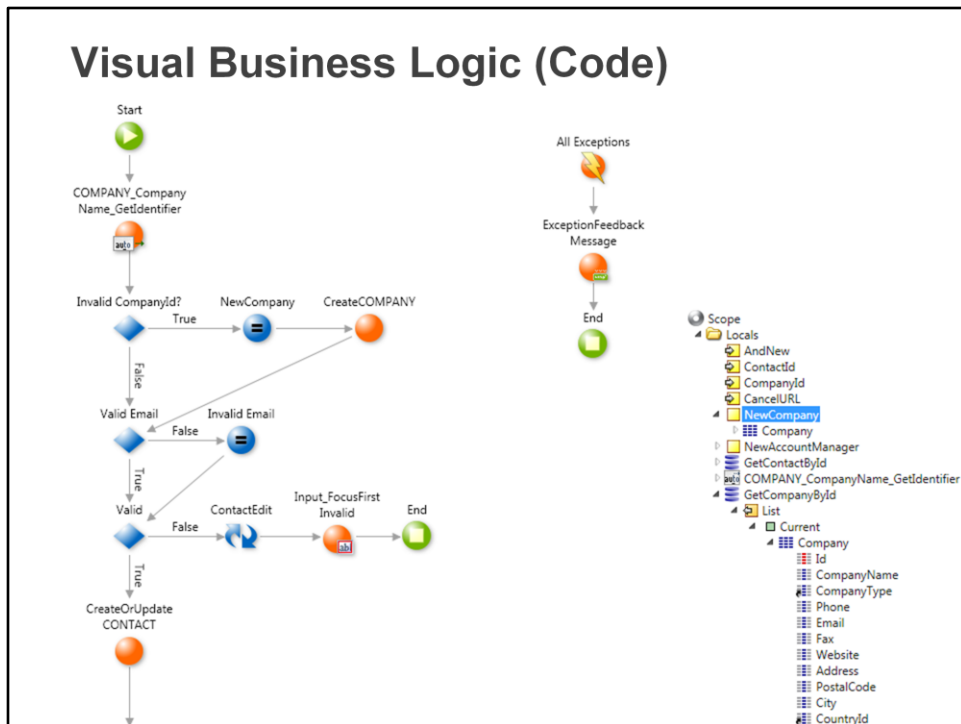 Visual Business Logic (Code)
Start
COMPANY_Company
Name_GetIdentifier
auto
Invalid CompanyId?
True
NewCompany
CreateCOMPANY
False
Valid Email
False
Invalid Email
True
Valid
False
ContactEdit
Input_FocusFirst
Invalid
abl
End
True
CreateOrUpdate
CONTACT
All Exceptions
ExceptionFeedback
Message
End
Scope
Locals
AndNew
ContactId
CompanyId
CancelURL
NewCompany
Company
NewAccountManager
GetContactById
auto COMPANY_CompanyName_GetIdentifier
GetCompanyById
List
Current
Company
Id
CompanyName
CompanyType
Phone
Email
Fax
Website
Address
PostalCode
City
CountryId